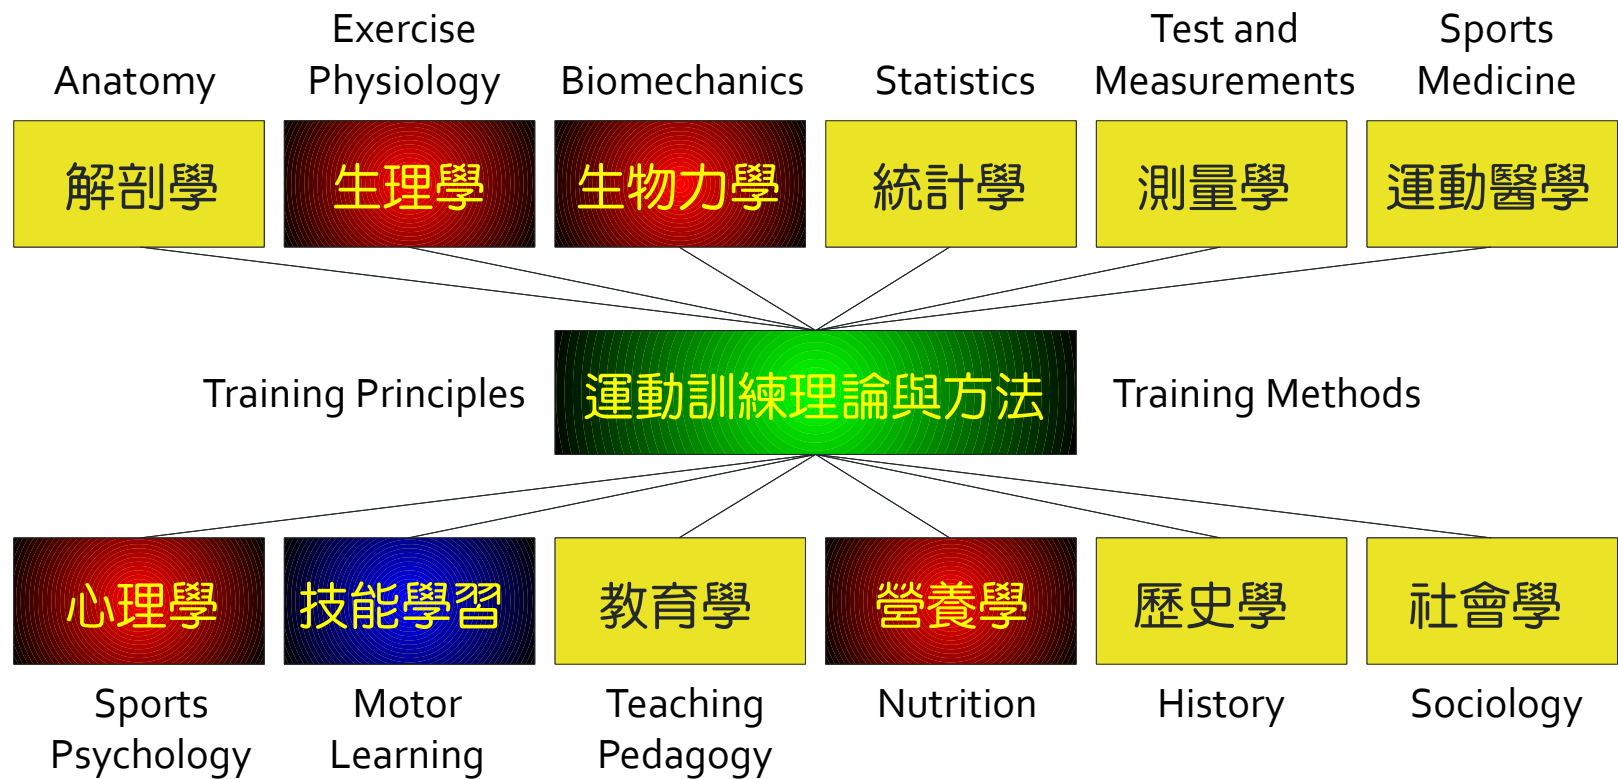 Anatomy
Exercise
Physiology
Biomechanics
Statistics
Test and
Measurements
Sports
Medicine
解剖學
生理學
生物力學
統計學
測量學
運動醫學
Training Principles
運動訓練理論與方法
Training Methods
心理學
技能學習
教育學
營養學
歷史學
社會學
Sports
Psychology
Motor
Learning
Teaching
Pedagogy
Nutrition
History
Sociology